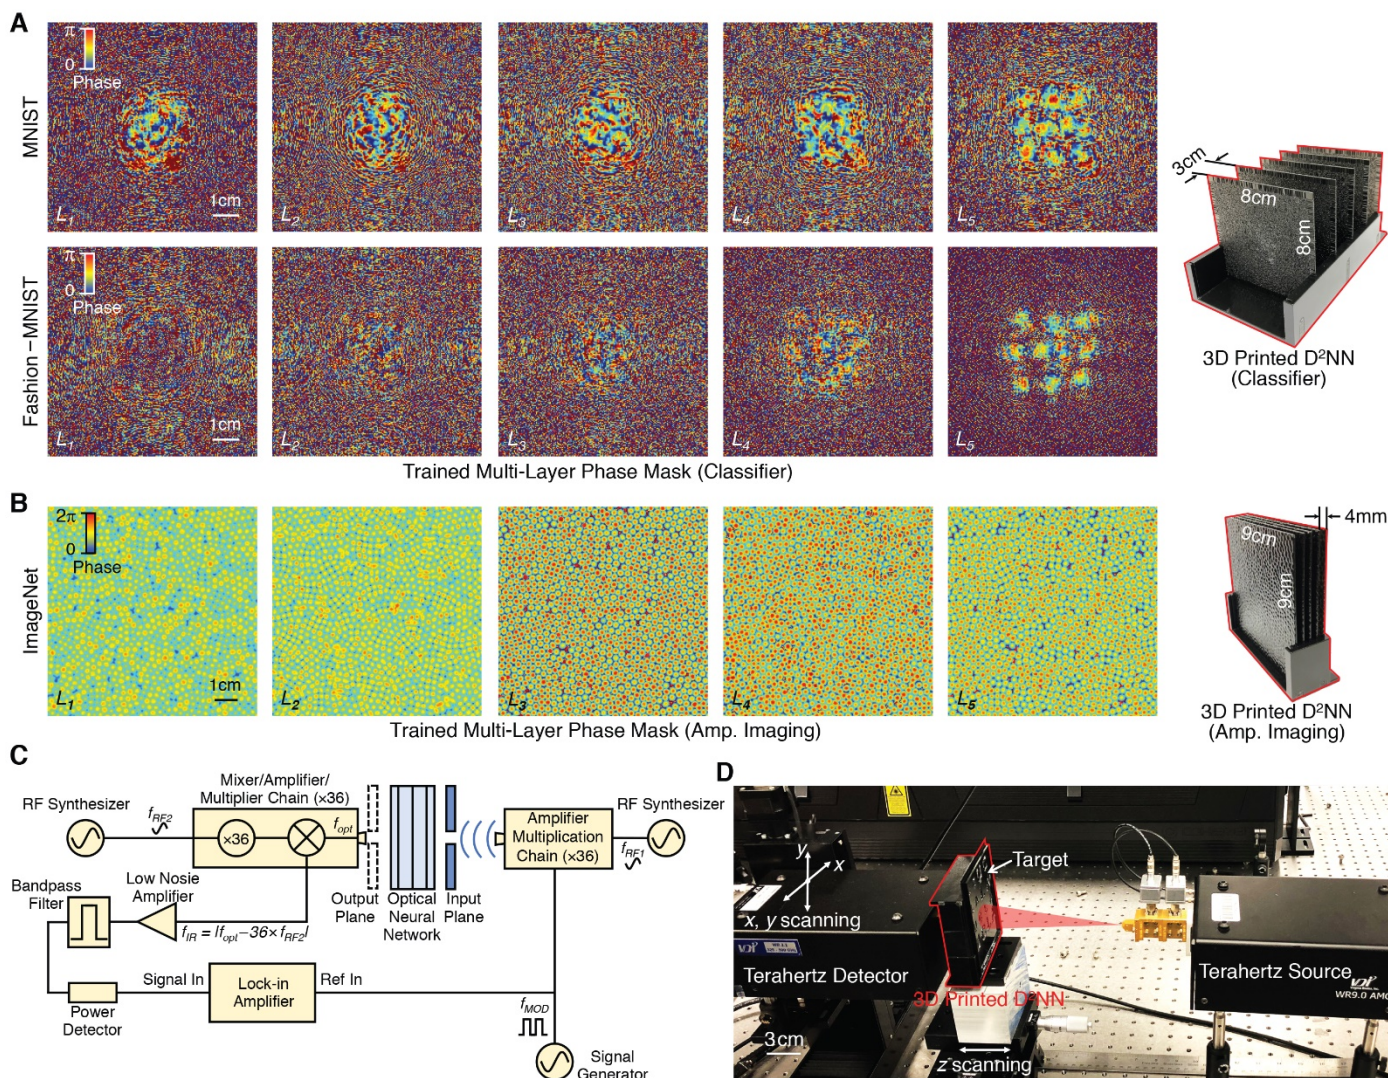 A
π
0
Phase
MNIST
1cm
L1
L2
L3
L4
L5
3cm
8cm
8cm
π
0
Phase
Fashion–MNIST
1cm
L1
L2
L3
L4
L5
3D Printed D²NN
(Classifier)
Trained Multi-Layer Phase Mask (Classifier)
B
2π
0
Phase
ImageNet
1cm
L1
L2
L3
L4
L5
4mm
9cm
9cm
3D Printed D²NN
(Amp. Imaging)
Trained Multi-Layer Phase Mask (Amp. Imaging)
C
RF Synthesizer
fRF2
Mixer/Amplifier/
Multiplier Chain (×36)
×36
fopt
Amplifier
Multiplication
Chain (×36)
RF Synthesizer
fRF1
Output
Plane
Optical
Neural
Network
Input
Plane
Bandpass
Filter
Low Nosie
Amplifier
fIR = |fopt–36×fRF2|
Signal In
Lock-in
Amplifier
Ref In
Power
Detector
fMOD
Signal
Generator
D
y
x
x, y scanning
Target
Terahertz Detector
Terahertz Source
VDI
WR9.0 AMC
3D Printed D²NN
3cm
z scanning